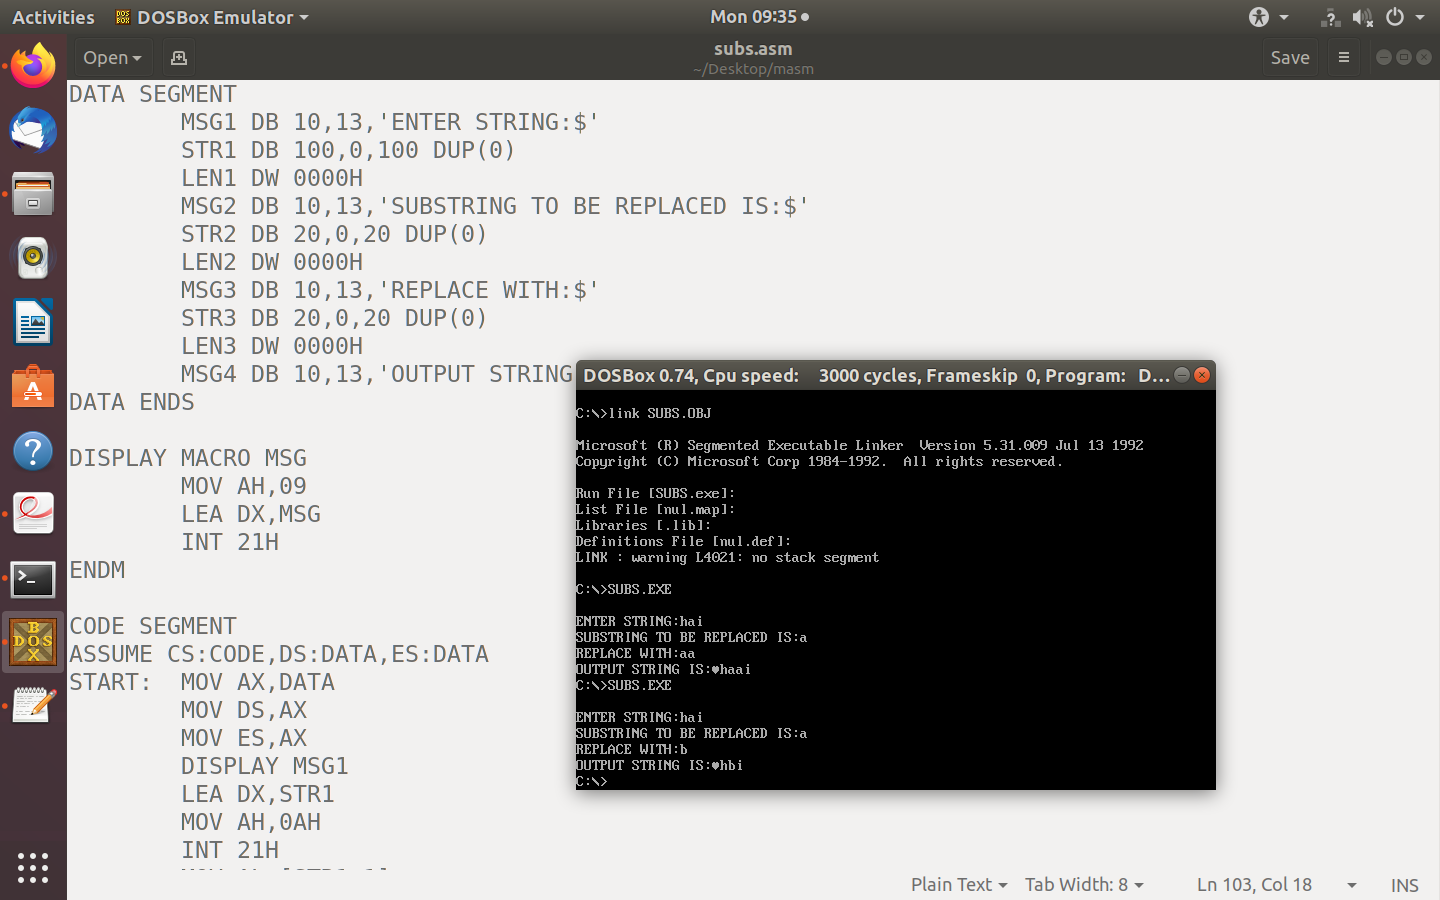 Activities DOSBox Emulator Mon 09:35
Open subs.asm Save
~/Desktop/masm
DATA SEGMENT
MSG1 DB 10,13,'ENTER STRING:$'
STR1 DB 100,0,100 DUP(0)
LEN1 DW 0000H
MSG2 DB 10,13,'SUBSTRING TO BE REPLACED IS:$'
STR2 DB 20,0,20 DUP(0)
LEN2 DW 0000H
MSG3 DB 10,13,'REPLACE WITH:$'
STR3 DB 20,0,20 DUP(0)
LEN3 DW 0000H
MSG4 DB 10,13,'OUTPUT STRING
DATA ENDS
DISPLAY MACRO MSG
MOV AH,09
LEA DX,MSG
INT 21H
ENDM
CODE SEGMENT
ASSUME CS:CODE,DS:DATA,ES:DATA
START: MOV AX,DATA
MOV DS,AX
MOV ES,AX
DISPLAY MSG1
LEA DX,STR1
MOV AH,0AH
INT 21H
DOSBox 0.74, Cpu speed: 3000 cycles, Frameskip 0, Program: D...
C:\>link SUBS.OBJ
Microsoft (R) Segmented Executable Linker Version 5.31.009 Jul 13 1992
Copyright (C) Microsoft Corp 1984-1992. All rights reserved.
Run File [SUBS.exe]:
List File [nul.map]:
Libraries [.lib]:
Definitions File [nul.def]:
LINK : warning L4021: no stack segment
C:\>SUBS.EXE
ENTER STRING:hai
SUBSTRING TO BE REPLACED IS:a
REPLACE WITH:aa
OUTPUT STRING IS:♥haai
C:\>SUBS.EXE
ENTER STRING:hai
SUBSTRING TO BE REPLACED IS:a
REPLACE WITH:b
OUTPUT STRING IS:♥hbi
C:\>
Plain Text Tab Width: 8 Ln 103, Col 18 INS